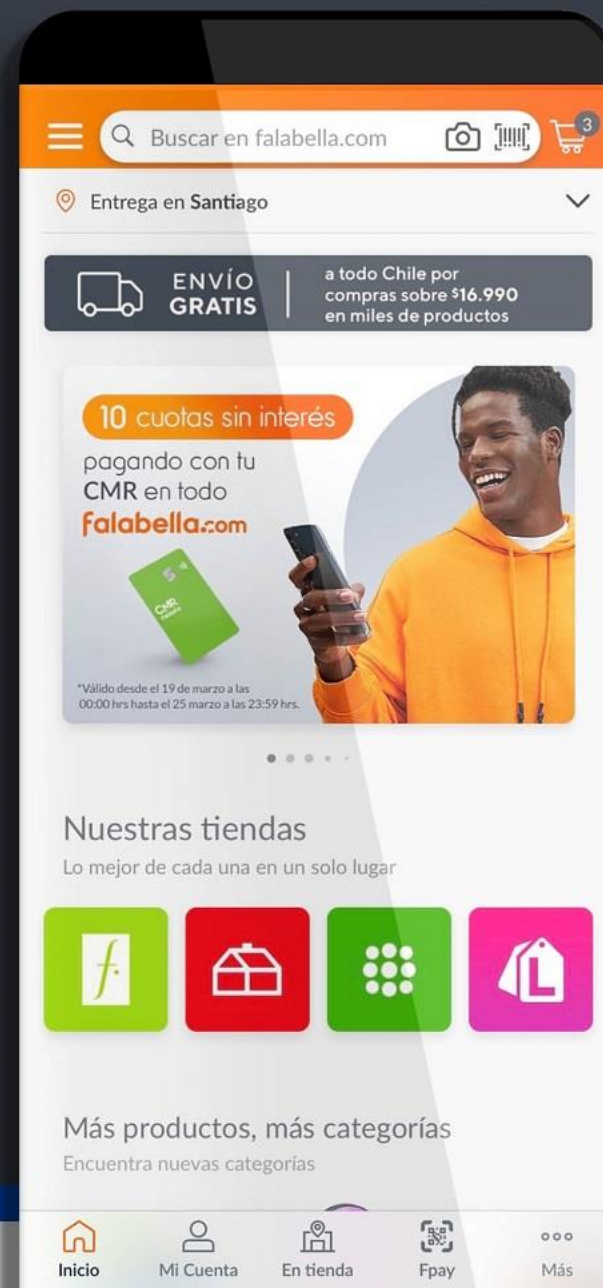 Buscar en falabella.com
3
Entrega en Santiago
ENVÍO
GRATIS
a todo Chile por
compras sobre $16.990
en miles de productos
10 cuotas sin interés
pagando con tu
CMR en todo
falabella.com
CMR
Falabella
*Válido desde el 19 de marzo a las
00:00 hrs hasta el 25 marzo a las 23:59 hrs.
Nuestras tiendas
Lo mejor de cada una en un solo lugar
f.
L
Más productos, más categorías
Encuentra nuevas categorías
Inicio
Mi Cuenta
En tienda
Fpay
Más